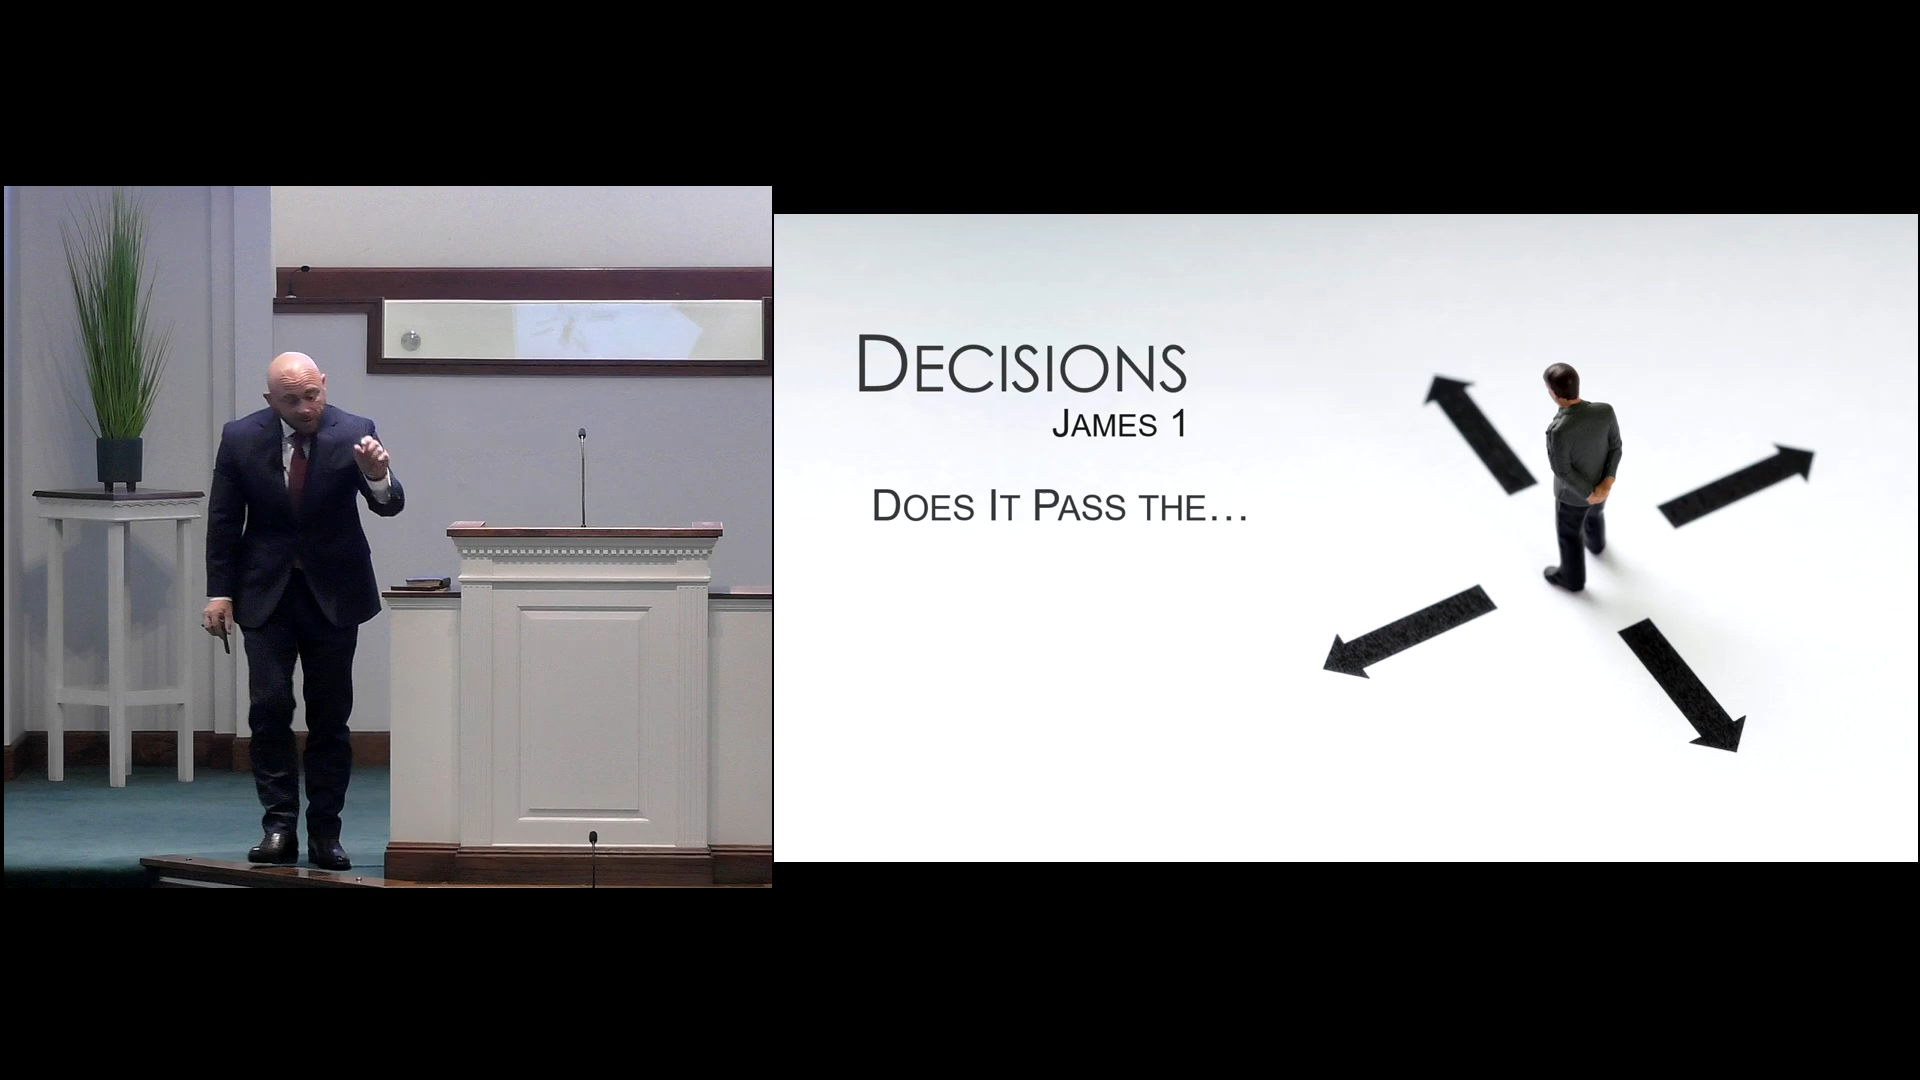 DECISIONS
JAMES 1
DOES IT PASS THE…